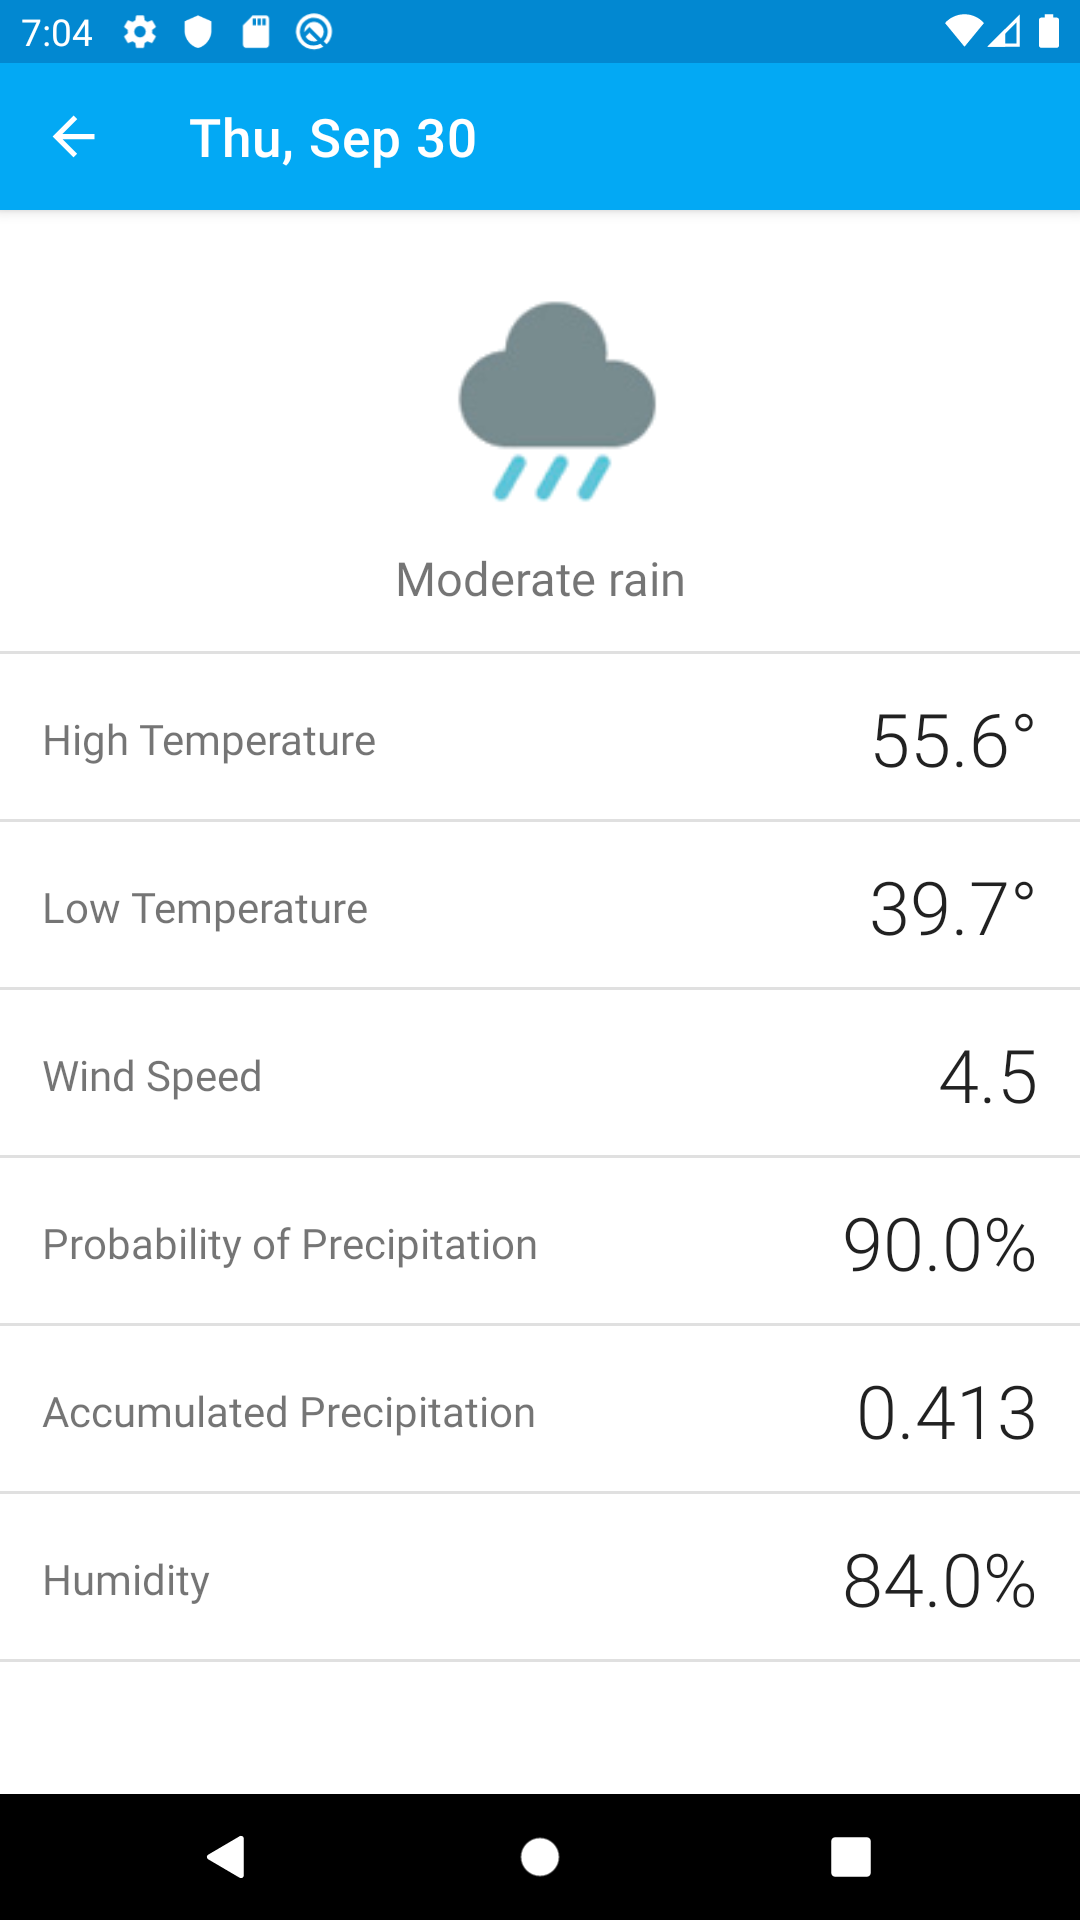 7:04
Thu, Sep 30
Moderate rain
High Temperature 55.6°
Low Temperature 39.7°
Wind Speed 4.5
Probability of Precipitation 90.0%
Accumulated Precipitation 0.413
Humidity 84.0%